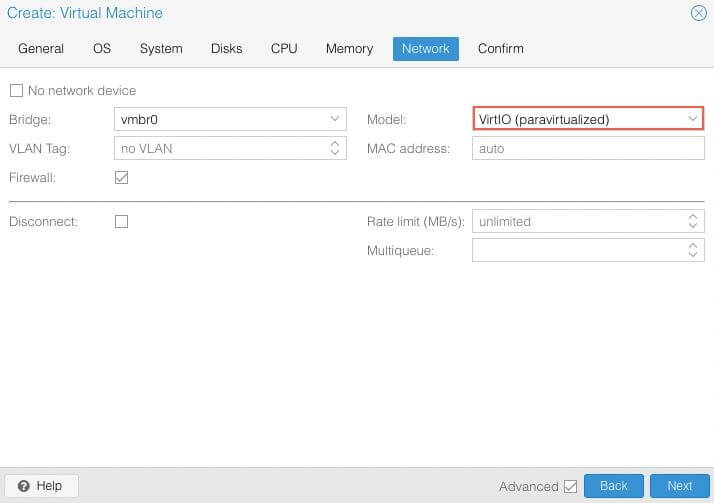 Create: Virtual Machine
General OS System Disks CPU Memory Network Confirm
No network device
Bridge: vmbr0 Model: VirtIO (paravirtualized)
VLAN Tag: no VLAN MAC address: auto
Firewall:
Disconnect: Rate limit (MB/s): unlimited
Multiqueue:
? Help Advanced Back Next